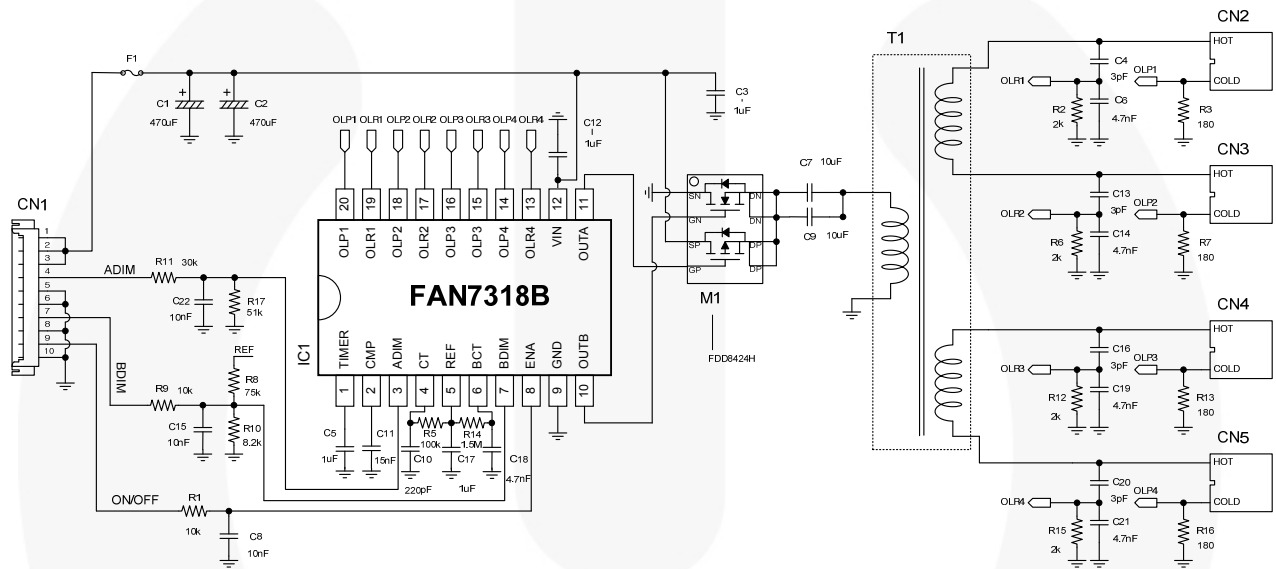 F1
C1
470uF
C2
470uF
C3
1uF
C12
1uF
OLP1 OLR1 OLP2 OLR2 OLP3 OLR3 OLP4 OLR4
20 19 18 17 16 15 14 13 12 11
OLP1 OLR1 OLP2 OLR2 OLP3 OLP3 OLP4 OLR4 VIN OUTA
FAN7318B
IC1
TIMER CMP ADIM CT REF BCT BDIM ENA GND OUTB
1 2 3 4 5 6 7 8 9 10
CN1
1
2
3
4
5
6
7
8
9
10
ADIM
R11 30k
C22
10nF
R17
51k
BDIM
REF
R8
75k
R9 10k
C15
10nF
R10
8.2k
ON/OFF
R1
10k
C8
10nF
C5
1uF
C11
15nF
R5
100k
C10
220pF
R14
1.5M
C17
1uF
C18
4.7nF
SN
GN
SP
GP
DN
DN
DP
DP
M1
FDD8424H
C7 10uF
C9 10uF
T1
CN2
HOT
COLD
C4
3pF
OLR1
OLP1
R2
2k
C6
4.7nF
R3
180
CN3
HOT
COLD
C13
3pF
OLR2
OLP2
R6
2k
C14
4.7nF
R7
180
CN4
HOT
COLD
C16
3pF
OLR3
OLP3
R12
2k
C19
4.7nF
R13
180
CN5
HOT
COLD
C20
3pF
OLR4
OLP4
R15
2k
C21
4.7nF
R16
180